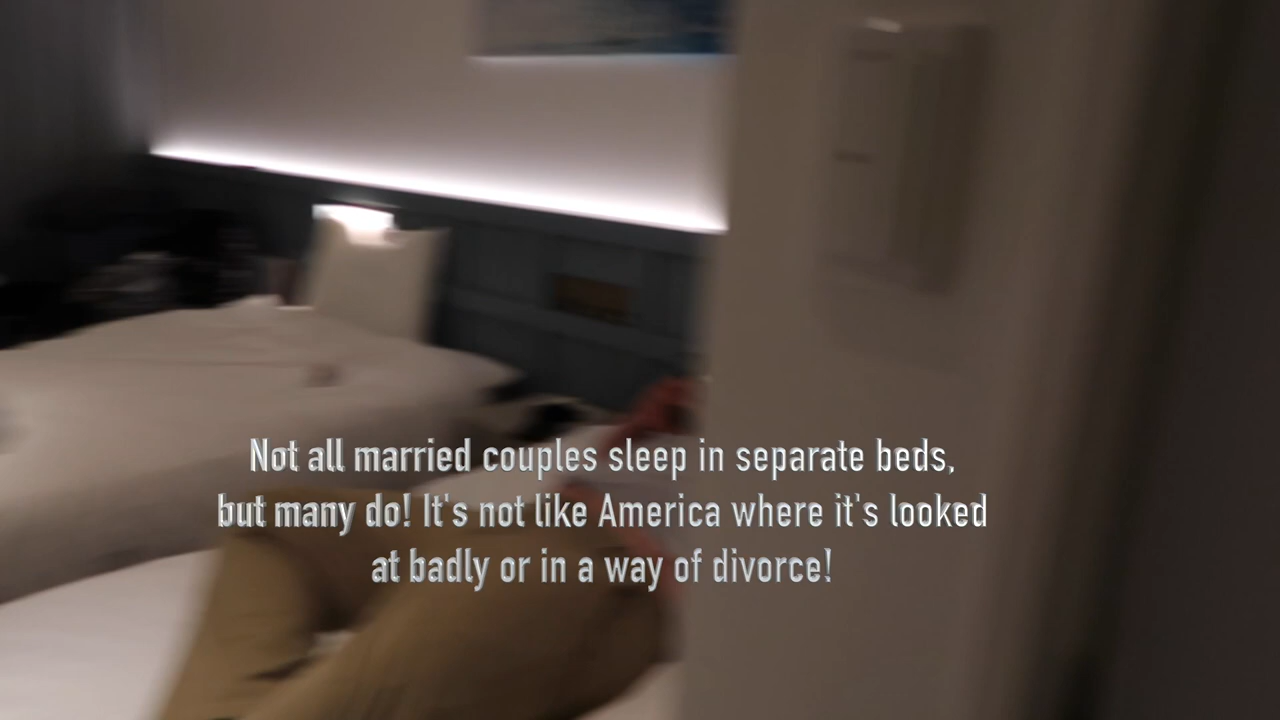 Not all married couples sleep in separate beds,
but many do! It's not like America where it's looked
at badly or in a way of divorce!